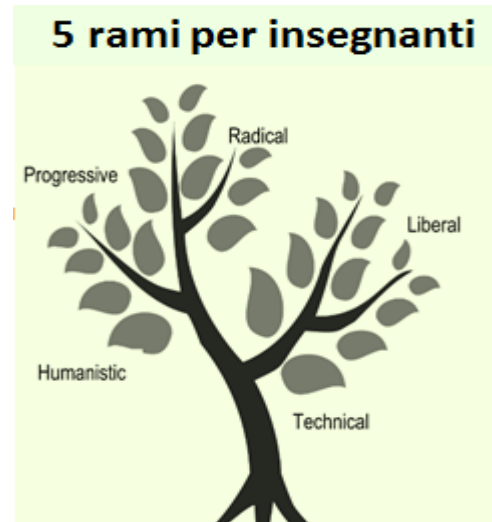 5 rami per insegnanti
Radical
Progressive
Liberal
Humanistic
Technical